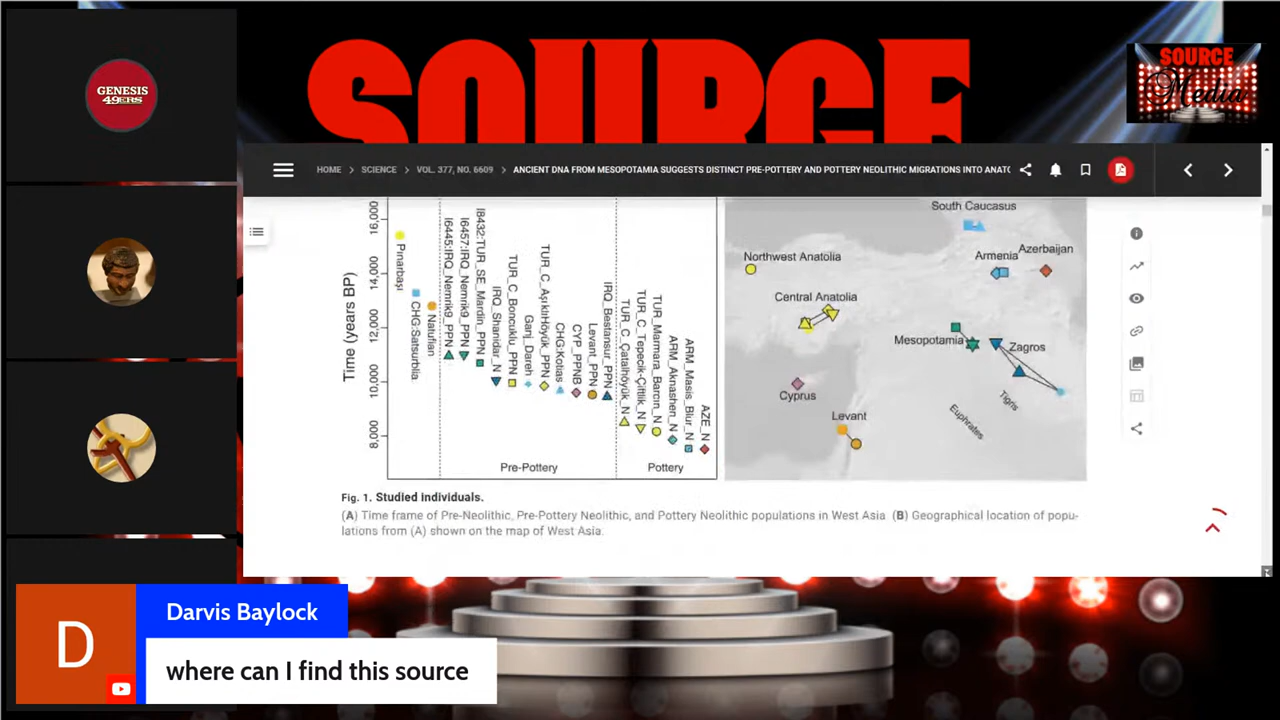 SOURCE
SOURCE
Media
GENESIS
49ERS
HOME > SCIENCE > VOL. 377, NO. 6609 > ANCIENT DNA FROM MESOPOTAMIA SUGGESTS DISTINCT PRE-POTTERY AND POTTERY NEOLITHIC MIGRATIONS INTO ANATO
Time (years BP)
14,000
12,000
10,000
8,000
Pınarbaşı
CHG:Satsurblia
Natufian
I6445:IRQ_Nemrik9_PPN
I6457:IRQ_Nemrik9_PPN
I8432:TUR_SE_Mardin_PPN
IRQ_Shanidar_N
TUR_C_Boncuklu_PPN
Ganj_Dareh
TUR_C_AşıklıHöyük_PPN
CHG:Kotias
CYP_PPNB
Levant_PPN
IRQ_Bestansur_PPN
TUR_C_Çatalhöyük_N
TUR_C_Tepecik-Çiftlik_N
TUR_Marmara_Barcın_N
ARM_Aknashen_N
ARM_Masis_Blur_N
AZE_N
Pre-Pottery
Pottery
South Caucasus
Northwest Anatolia
Armenia
Azerbaijan
Central Anatolia
Mesopotamia
Zagros
Cyprus
Tigris
Levant
Euphrates
Fig. 1. Studied individuals.
(A) Time frame of Pre-Neolithic, Pre-Pottery Neolithic, and Pottery Neolithic populations in West Asia. (B) Geographical location of popu-
lations from (A) shown on the map of West Asia.
D
Darvis Baylock
where can I find this source